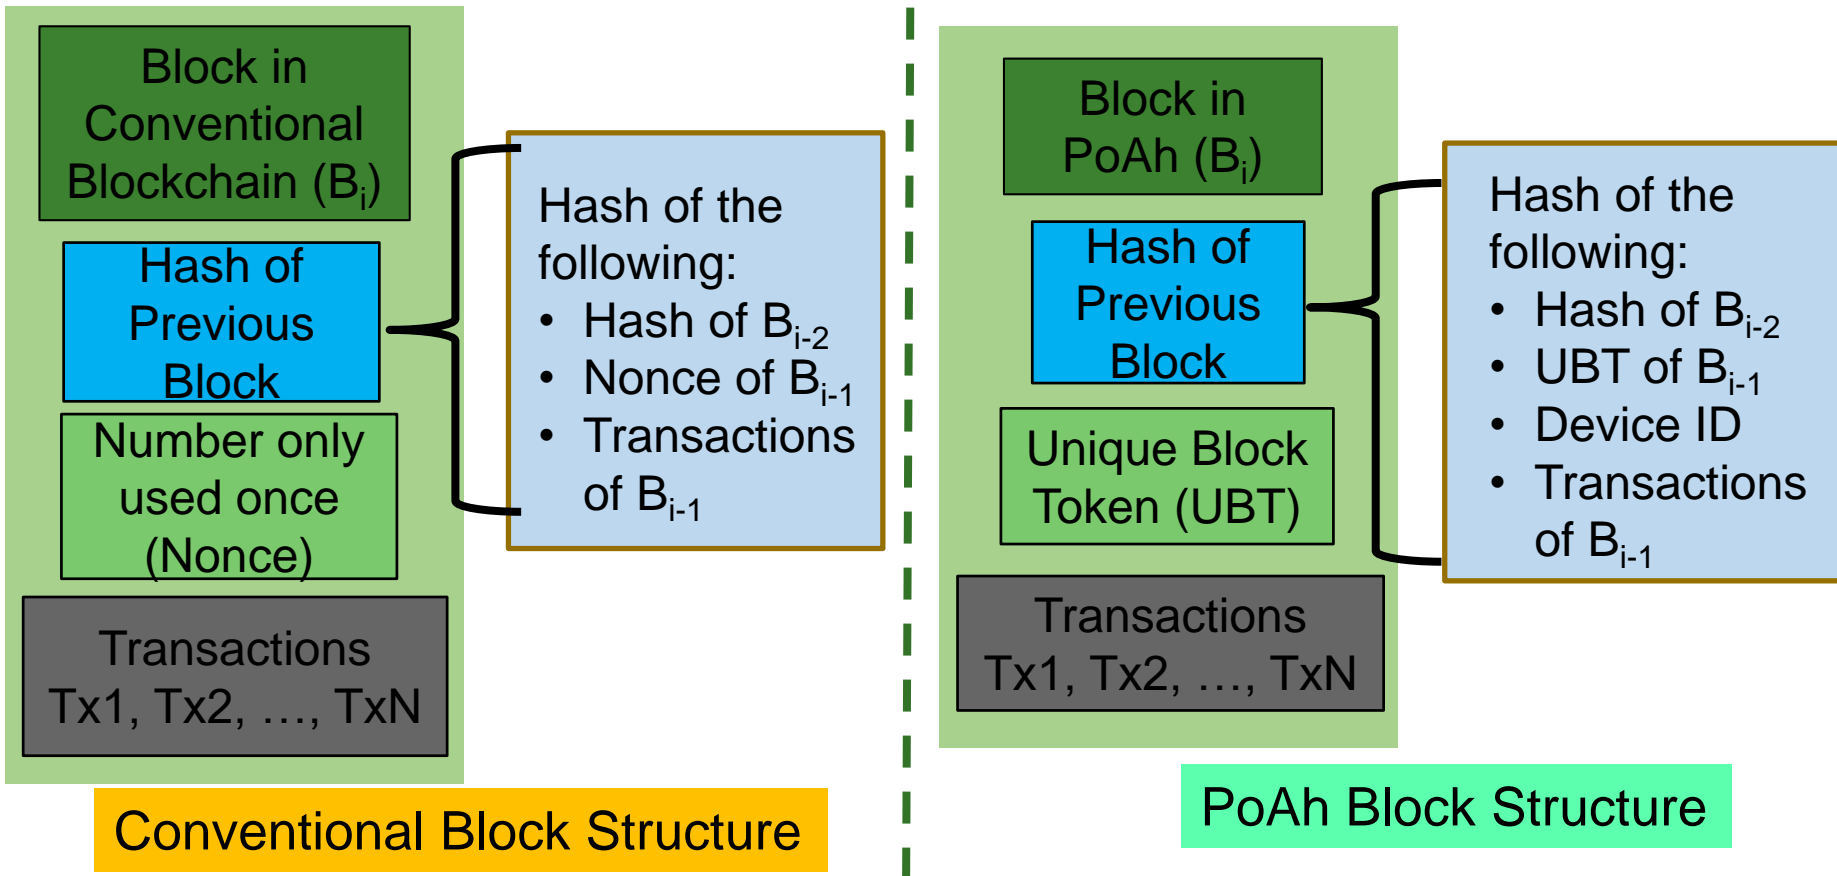 Block in
Conventional
Blockchain (Bi)
Hash of
Previous
Block
Number only
used once
(Nonce)
Transactions
Tx1, Tx2, …, TxN
Hash of the
following:
• Hash of Bi-2
• Nonce of Bi-1
• Transactions
of Bi-1
Conventional Block Structure
Block in
PoAh (Bi)
Hash of
Previous
Block
Unique Block
Token (UBT)
Transactions
Tx1, Tx2, …, TxN
Hash of the
following:
• Hash of Bi-2
• UBT of Bi-1
• Device ID
• Transactions
of Bi-1
PoAh Block Structure